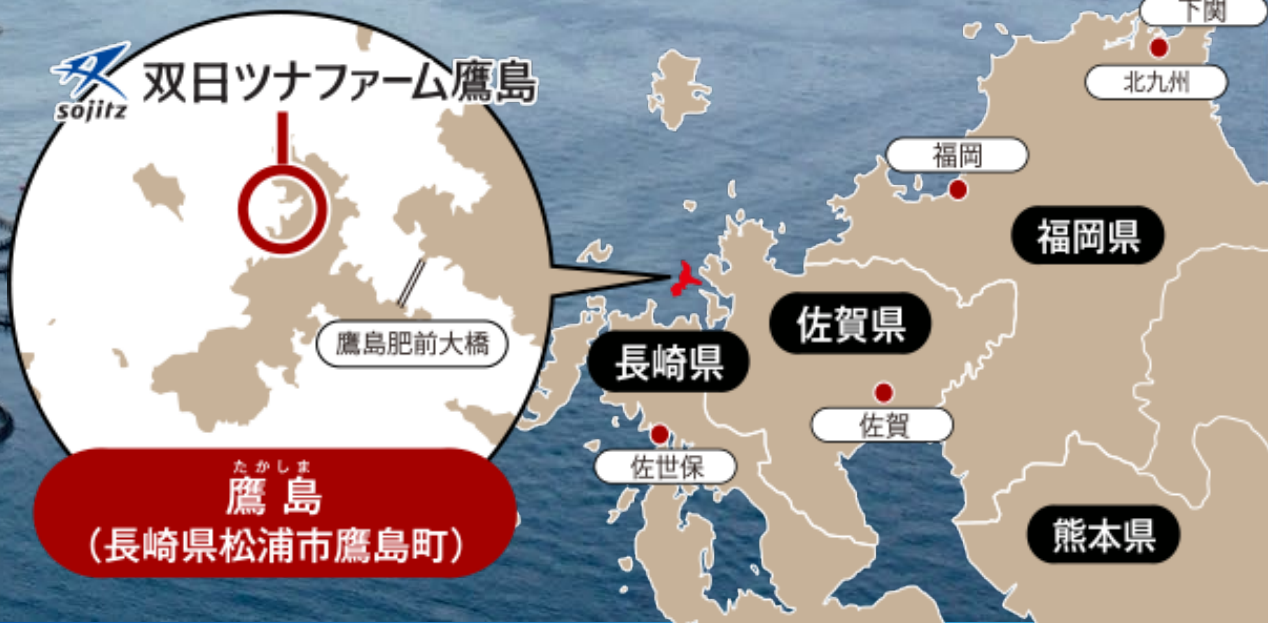 sojitz
双日ツナファーム鷹島
鷹島肥前大橋
たかしま
鷹島
（長崎県松浦市鷹島町）
下関
北九州
福岡
福岡県
佐賀県
長崎県
佐賀
佐世保
熊本県